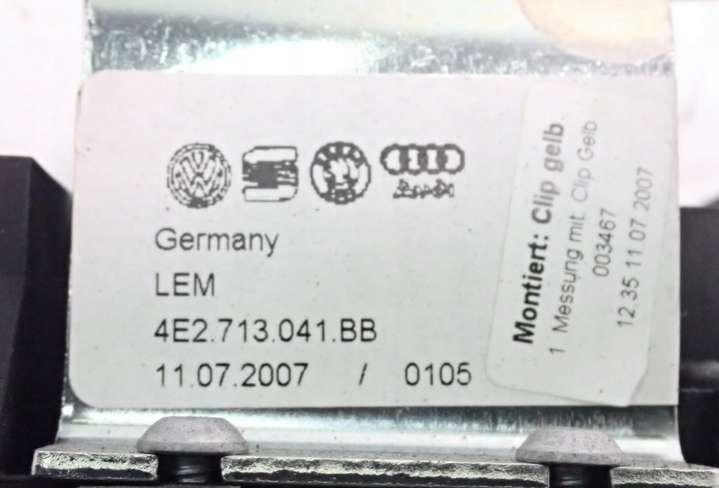 Germany
LEM
4E2.713.041.BB
11.07.2007 / 0105
Montiert: Clip gelb
1 Messung mit Clip Gelb
003467
12.35 11 07 2007